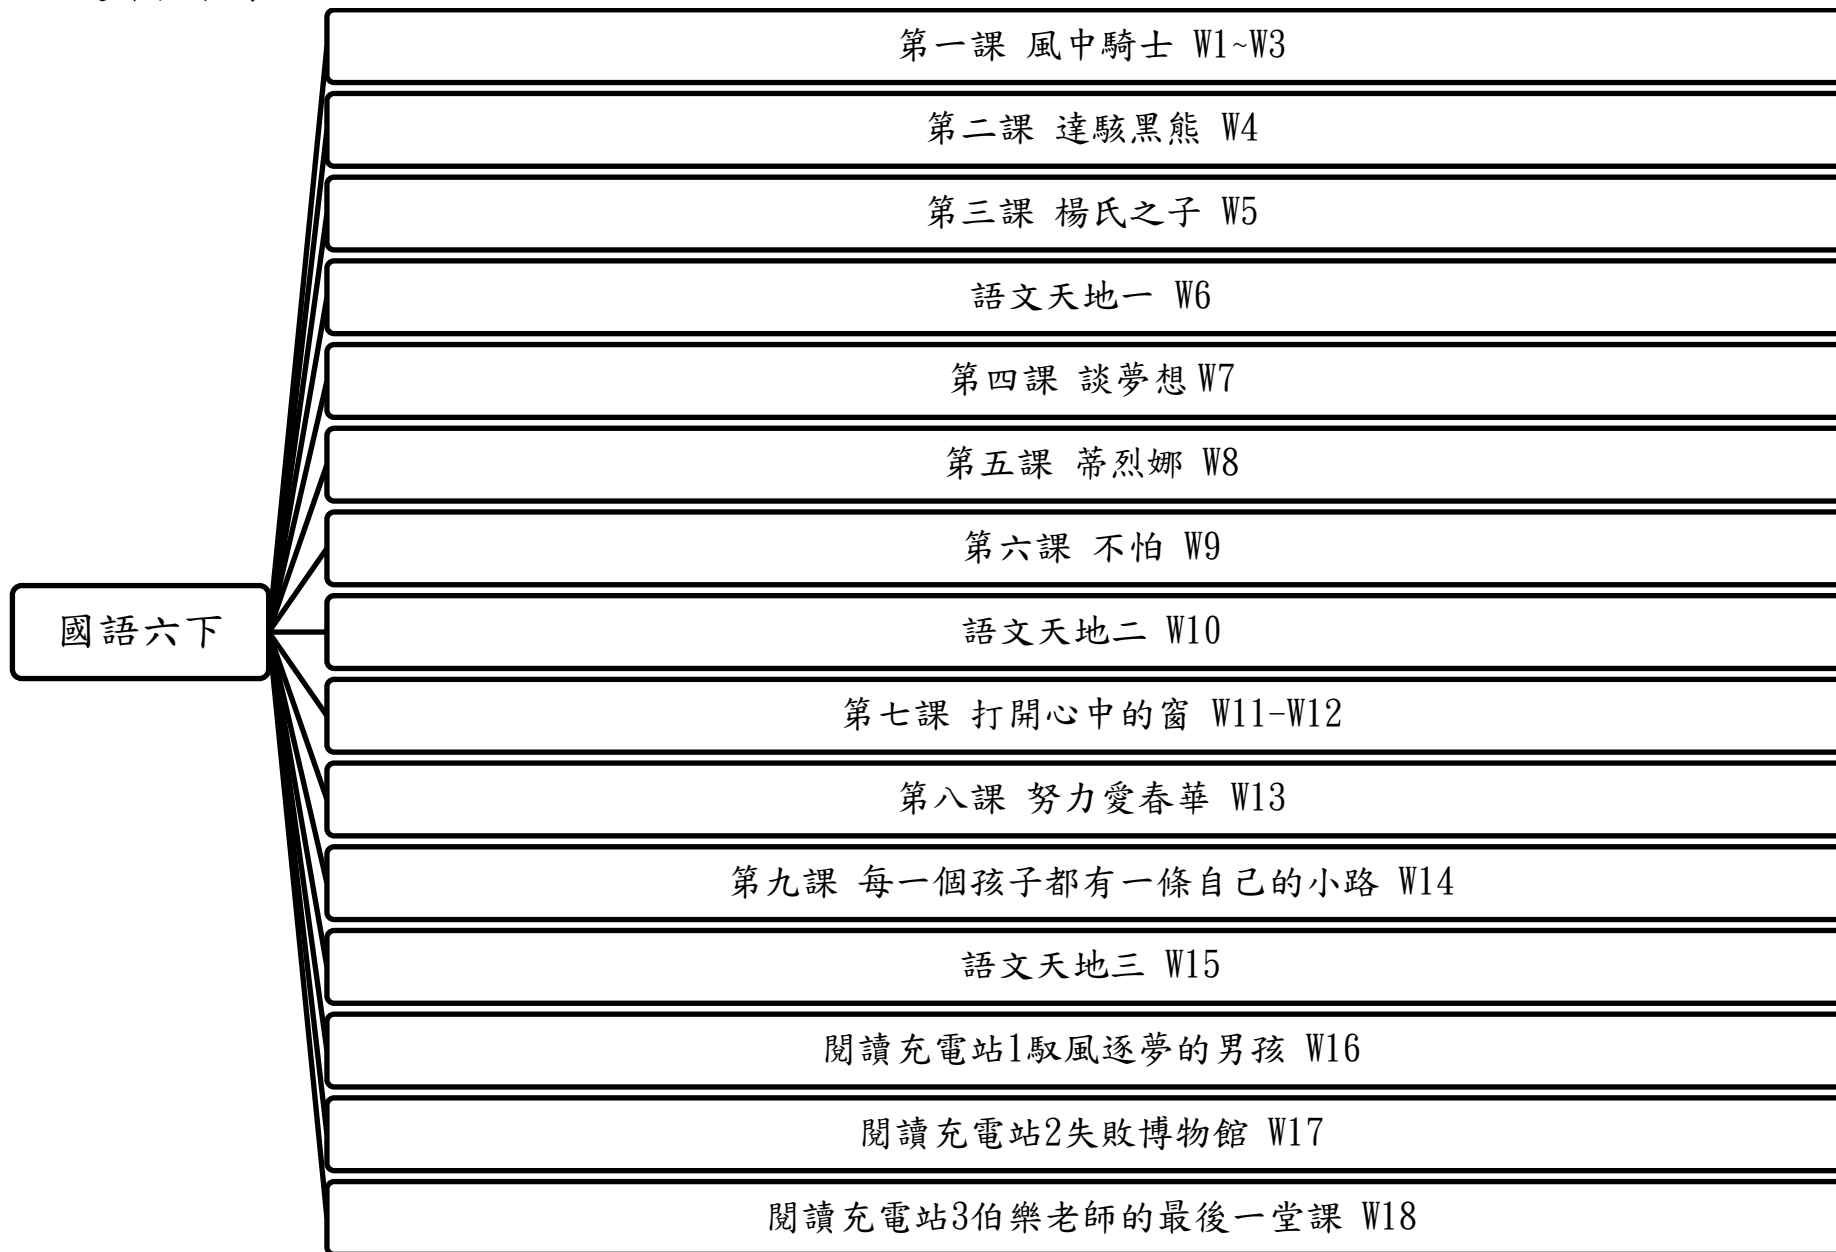 第一課 風中騎士 W1~W3
第二課 達駭黑熊 W4
第三課 楊氏之子 W5
語文天地一 W6
第四課 談夢想 W7
第五課 蒂烈娜 W8
第六課 不怕 W9
國語六下
語文天地二 W10
第七課 打開心中的窗 W11-W12
第八課 努力愛春華 W13
第九課 每一個孩子都有一條自己的小路 W14
語文天地三 W15
閱讀充電站1馭風逐夢的男孩 W16
閱讀充電站2失敗博物館 W17
閱讀充電站3伯樂老師的最後一堂課 W18